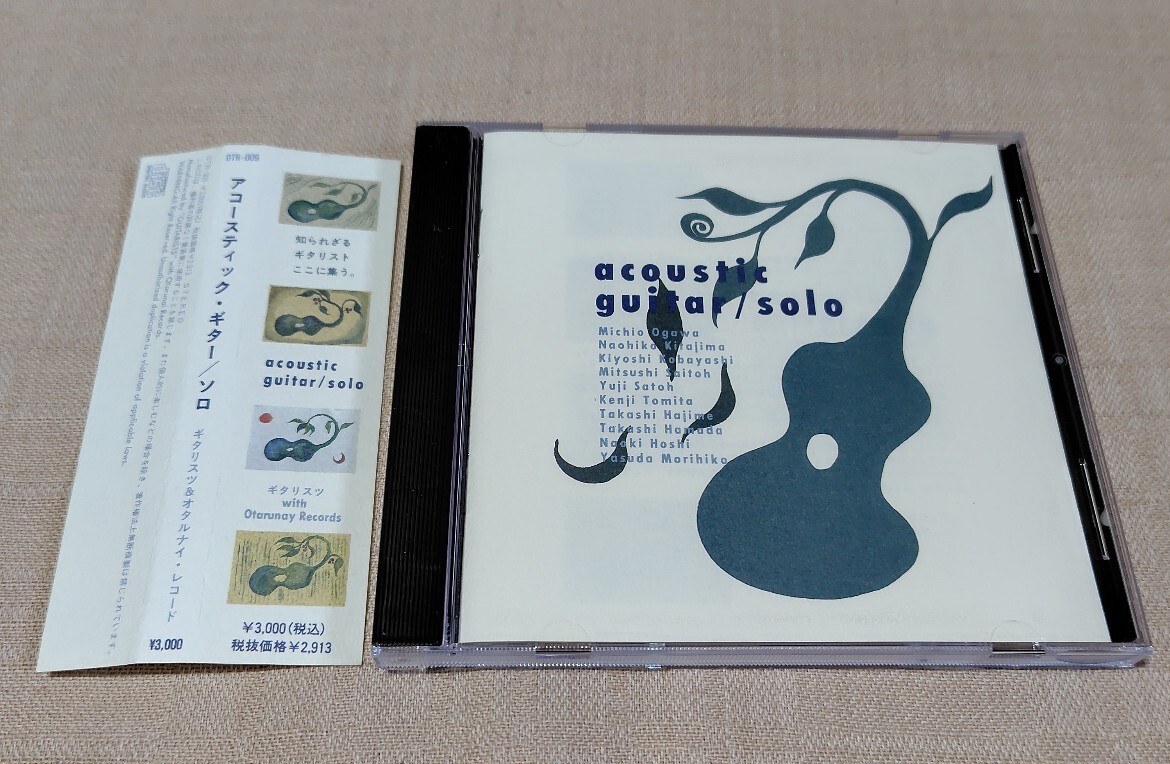 OTR-009
アコースティック・ギター／ソロ
ギタリスツ&オタルナイ・レコード
¥3,000
知られざる
ギタリスト
ここに集う。
acoustic
guitar/solo
ギタリスツ
with
Otarunay Records
¥3,000(税込)
税抜価格¥2,913
acoustic
guitar/solo
Michio Ogawa
Naohiko Kitajima
Kiyoshi Kobayashi
Mitsushi Saitoh
Yuji Satoh
Kenji Tomita
Takashi Hajime
Takashi Hamada
Naoki Hoshi
Yasuda Morihiko